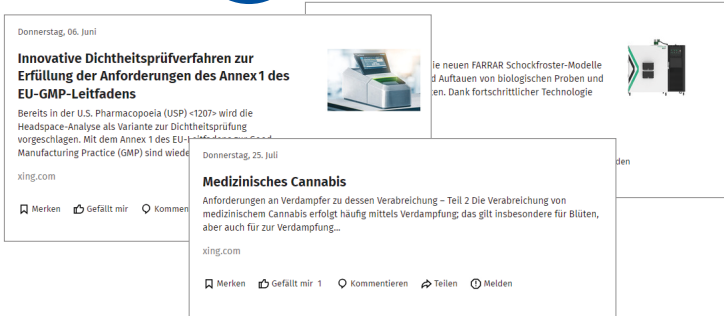 Donnerstag, 06. Juni
Innovative Dichtheitsprüfverfahren zur
Erfüllung der Anforderungen des Annex 1 des
EU-GMP-Leitfadens
Bereits in der U.S. Pharmacopoeia (USP) <1207> wird die
Headspace-Analyse als Variante zur Dichtheitsprüfung
vorgeschlagen. Mit dem Annex 1 des EU-Leitfadens zur Good
Manufacturing Practice (GMP) sind wiede
xing.com
Merken Gefällt mir Kommen
ie neuen FARRAR Schockfroster-Modelle
d Auftauen von biologischen Proben und
en. Dank fortschrittlicher Technologie
den
Donnerstag, 25. Juli
Medizinisches Cannabis
Anforderungen an Verdampfer zu dessen Verabreichung – Teil 2 Die Verabreichung von
medizinischem Cannabis erfolgt häufig mittels Verdampfung; das gilt insbesondere für Blüten,
aber auch für zur Verdampfung...
xing.com
Merken Gefällt mir 1 Kommentieren Teilen Melden